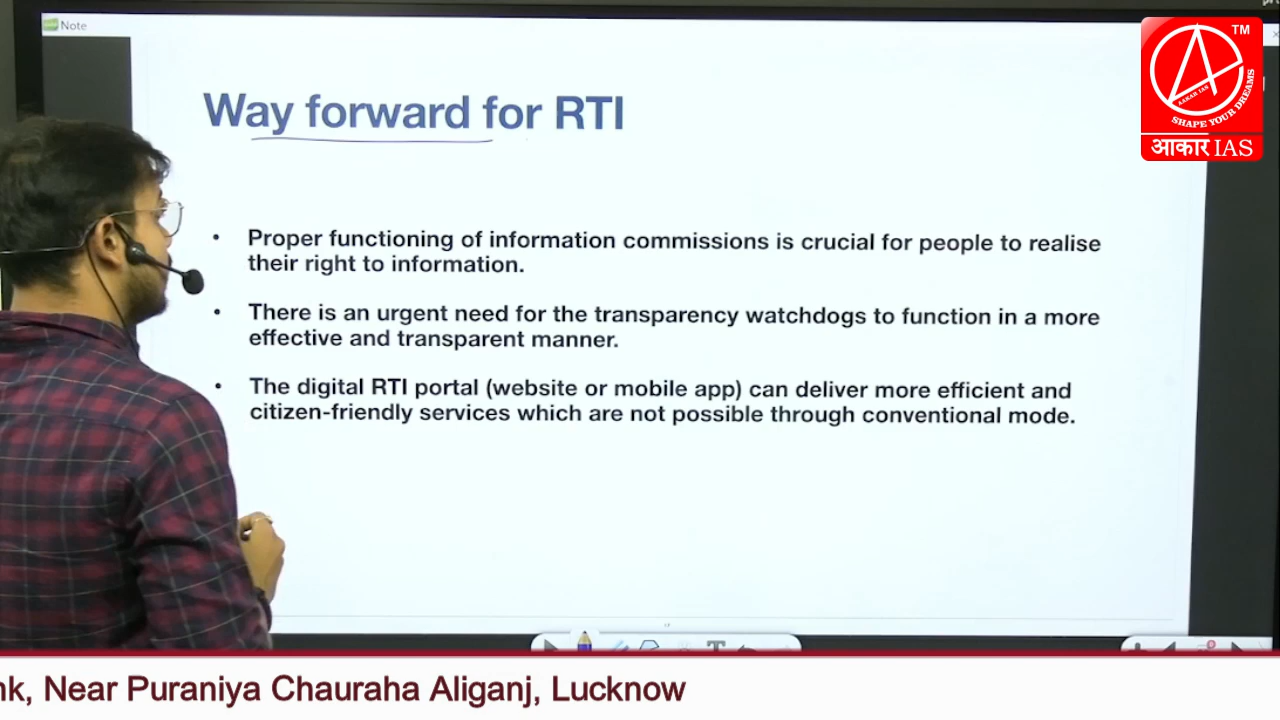 Note
TM
AAKAR IAS
SHAPE YOUR DREAMS
आकार IAS
Way forward for RTI
• Proper functioning of information commissions is crucial for people to realise
their right to information.
• There is an urgent need for the transparency watchdogs to function in a more
effective and transparent manner.
• The digital RTI portal (website or mobile app) can deliver more efficient and
citizen-friendly services which are not possible through conventional mode.
Near Puraniya Chauraha Aliganj, Lucknow